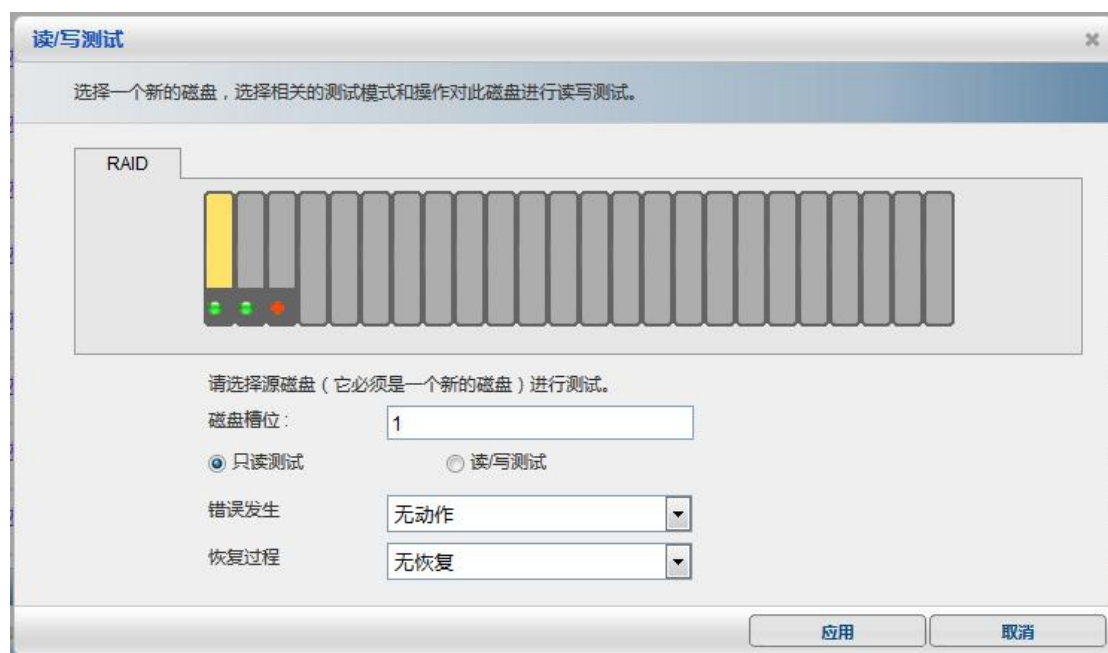 读/写测试
选择一个新的磁盘，选择相关的测试模式和操作对此磁盘进行读写测试。
RAID
请选择源磁盘（它必须是一个新的磁盘）进行测试。
磁盘槽位：
1
只读测试
读/写测试
错误发生
无动作
恢复过程
无恢复
应用
取消